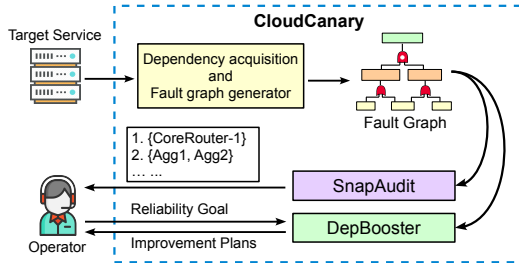 CloudCanary
Target Service
Dependency acquisition
and
Fault graph generator
Fault Graph
1. {CoreRouter-1}
2. {Agg1, Agg2}
... ...
SnapAudit
Reliability Goal
DepBooster
Operator
Improvement Plans